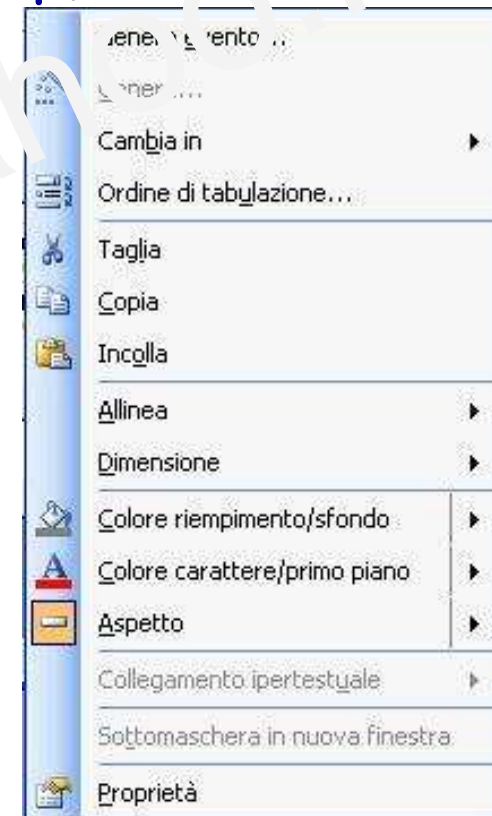 Cambia in
Ordine di tabulazione...
Taglia
Copia
Incolla
Allinea
Dimensione
Colore riempimento/sfondo
Colore carattere/primo piano
Aspetto
Collegamento ipertestuale
Sottomaschera in nuova finestra
Proprietà